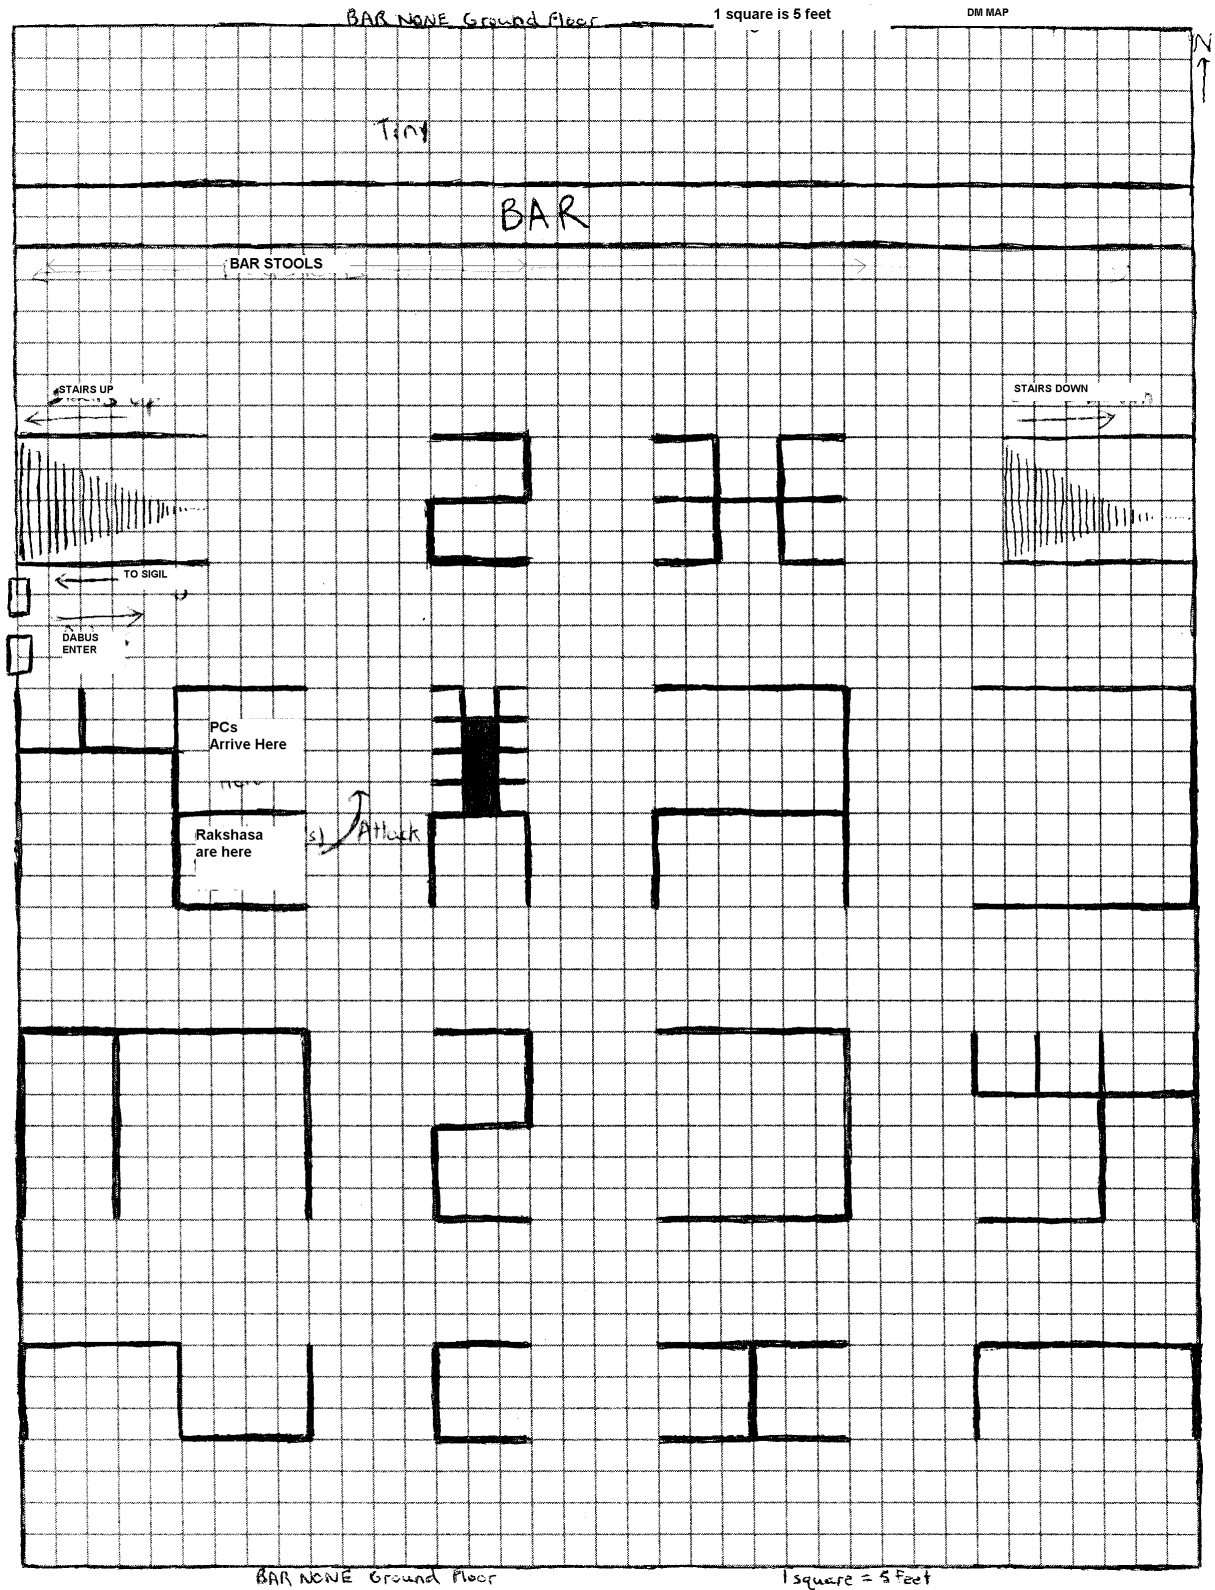 BAR NONE Ground Floor
1 square is 5 feet
DM MAP
N
Tiny
BAR
BAR STOOLS
STAIRS UP
STAIRS DOWN
TO SIGIL
DABUS
ENTER
PCs
Arrive Here
Rakshasa
are here
Attack
BAR NONE Ground Floor
1 square = 5 feet